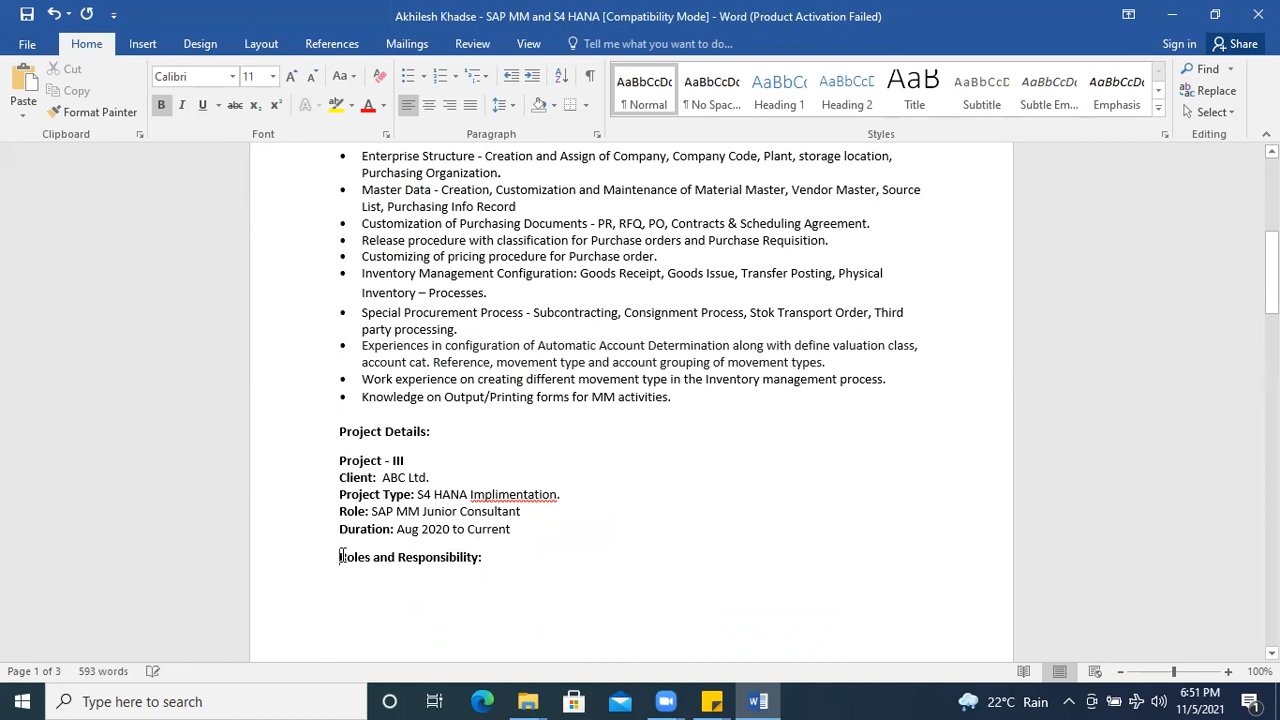 Akhilesh Khadse - SAP MM and S4 HANA [Compatibility Mode] - Word (Product Activation Failed)
File Home Insert Design Layout References Mailings Review View Tell me what you want to do... Sign in Share
Paste Cut Copy Format Painter
Calibri 11
AaBbCcDc ¶ Normal
AaBbCcDc ¶ No Spac...
AaBbCc Heading 1
AaBbCcD Heading 2
AaB Title
AaBbCcD Subtitle
AaBbCcDc Subtle Em...
AaBbCcDc Emphasis
Find Replace Select
Clipboard Font Paragraph Styles Editing
• Enterprise Structure - Creation and Assign of Company, Company Code, Plant, storage location,
Purchasing Organization.
• Master Data - Creation, Customization and Maintenance of Material Master, Vendor Master, Source
List, Purchasing Info Record
• Customization of Purchasing Documents - PR, RFQ, PO, Contracts & Scheduling Agreement.
• Release procedure with classification for Purchase orders and Purchase Requisition.
• Customizing of pricing procedure for Purchase order.
• Inventory Management Configuration: Goods Receipt, Goods Issue, Transfer Posting, Physical
Inventory – Processes.
• Special Procurement Process - Subcontracting, Consignment Process, Stok Transport Order, Third
party processing.
• Experiences in configuration of Automatic Account Determination along with define valuation class,
account cat. Reference, movement type and account grouping of movement types.
• Work experience on creating different movement type in the Inventory management process.
• Knowledge on Output/Printing forms for MM activities.
Project Details:
Project - III
Client: ABC Ltd.
Project Type: S4 HANA Implimentation.
Role: SAP MM Junior Consultant
Duration: Aug 2020 to Current
Roles and Responsibility:
Page 1 of 3 593 words 100%
Type here to search 22°C Rain 6:51 PM
11/5/2021